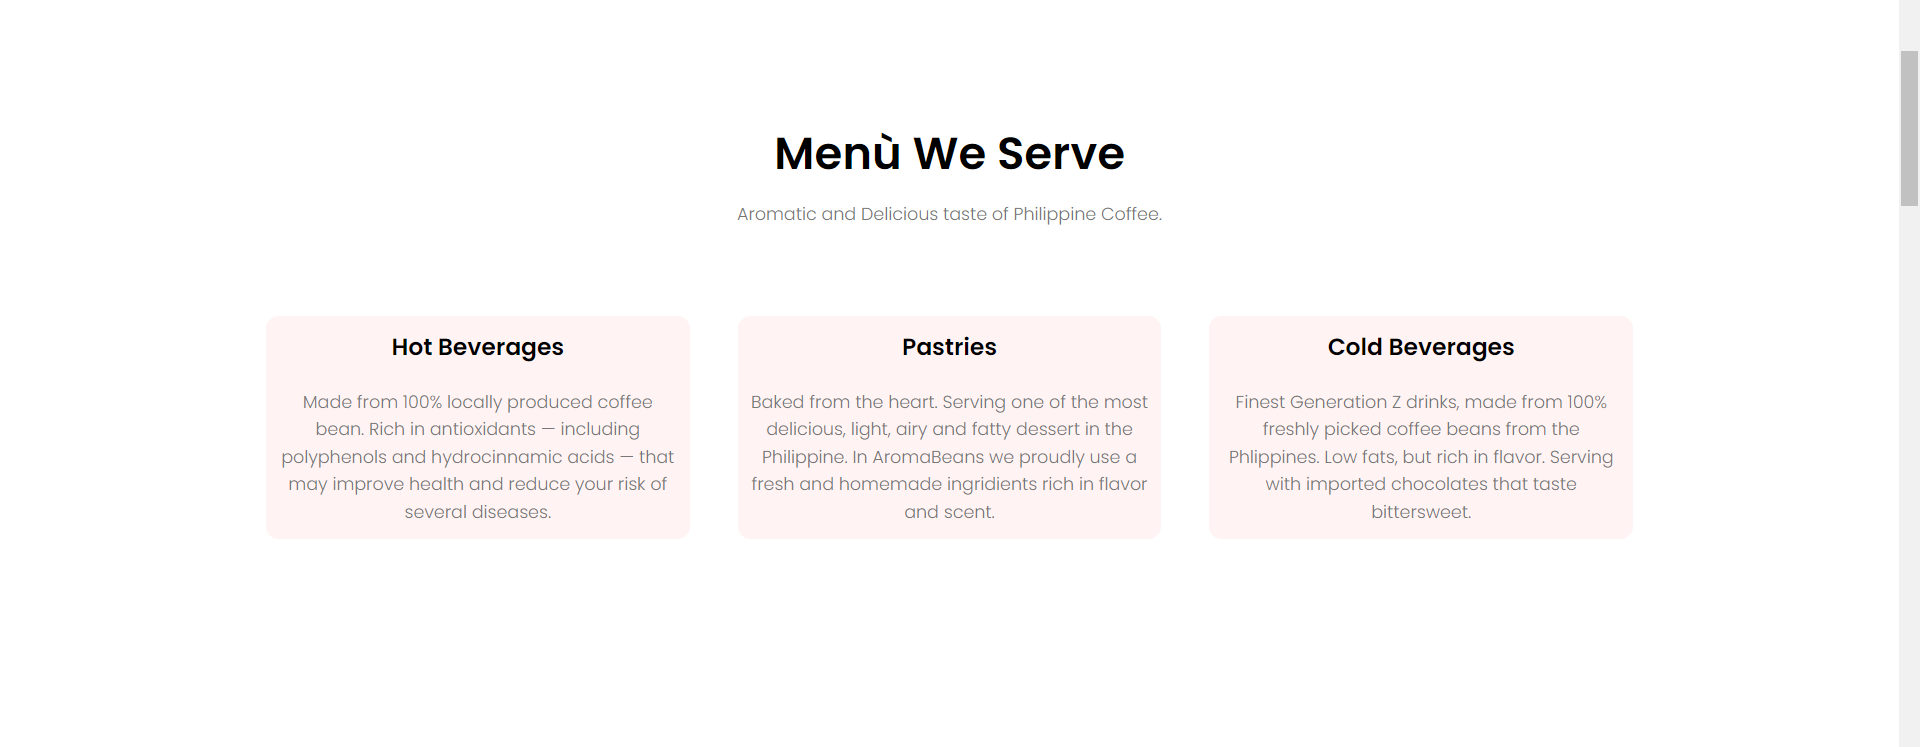 Menù We Serve
Aromatic and Delicious taste of Philippine Coffee.
Hot Beverages
Made from 100% locally produced coffee
bean. Rich in antioxidants — including
polyphenols and hydrocinnamic acids — that
may improve health and reduce your risk of
several diseases.
Pastries
Baked from the heart. Serving one of the most
delicious, light, airy and fatty dessert in the
Philippine. In AromaBeans we proudly use a
fresh and homemade ingridients rich in flavor
and scent.
Cold Beverages
Finest Generation Z drinks, made from 100%
freshly picked coffee beans from the
Phlippines. Low fats, but rich in flavor. Serving
with imported chocolates that taste
bittersweet.